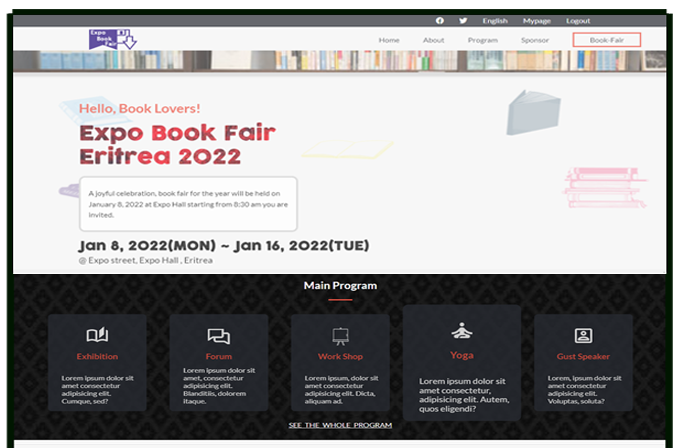 English Mypage Logout
Expo
Book
Fair
Home About Program Sponsor Book-Fair
Hello, Book Lovers!
Expo Book Fair
Eritrea 2022
A joyful celebration, book fair for the year will be held on
January 8, 2022 at Expo Hall starting from 8:30 am you are
invited.
Jan 8, 2022(MON) ~ Jan 16, 2022(TUE)
@ Expo street, Expo Hall , Eritrea
Main Program
Exhibition
Lorem ipsum dolor sit
amet consectetur
adipisicing elit.
Cumque, sed?
Forum
Lorem ipsum dolor sit
amet, consectetur
adipisicing elit.
Blanditiis, dolorem
itaque.
Work Shop
Lorem, ipsum dolor sit
amet consectetur
adipisicing elit. Dicta,
aliquam ad.
Yoga
Lorem ipsum dolor sit
amet consectetur,
adipisicing elit. Autem,
quos eligendi?
Gust Speaker
Lorem, ipsum dolor sit
amet consectetur
adipisicing elit.
Voluptas, soluta?
SEE THE WHOLE PROGRAM